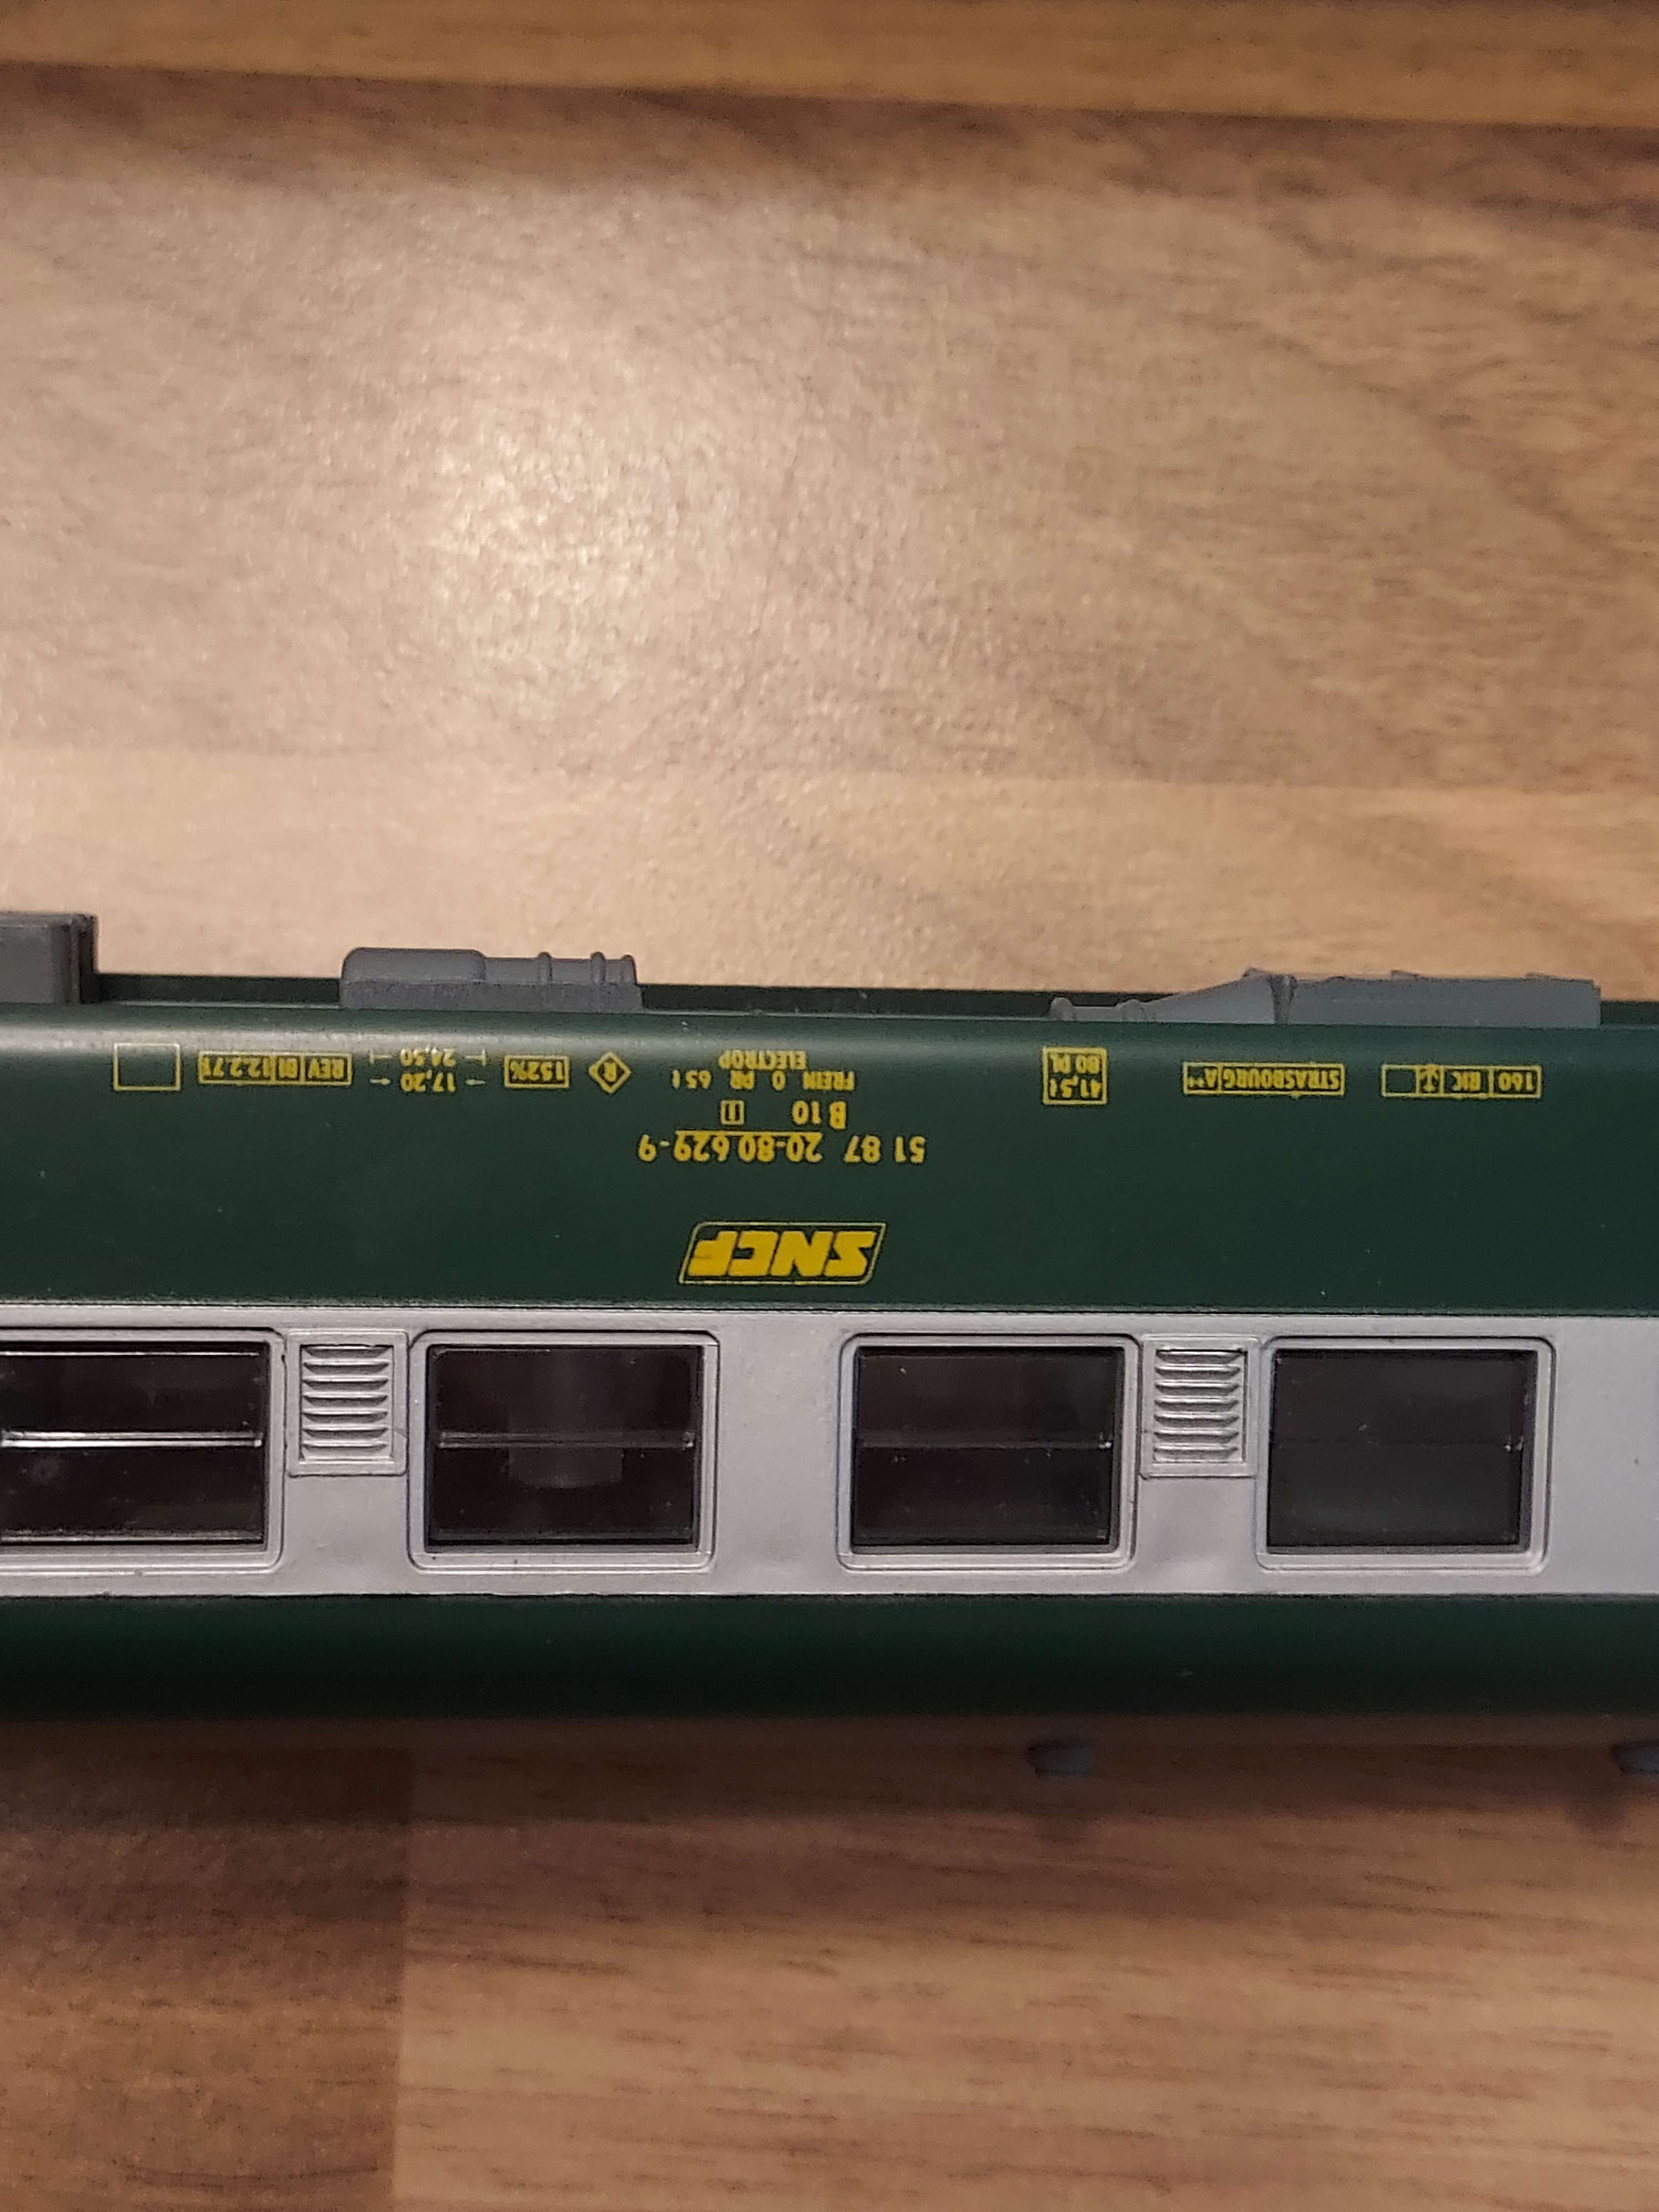 SNCF
51 87 20-80 629-9
B 10
160 RIC
STRASBOURG A**
41,5 t
80 PL
FREIN O PR 65 t
ELECTROP
R
152%
17,20
24,50
REV BI 12.2.71